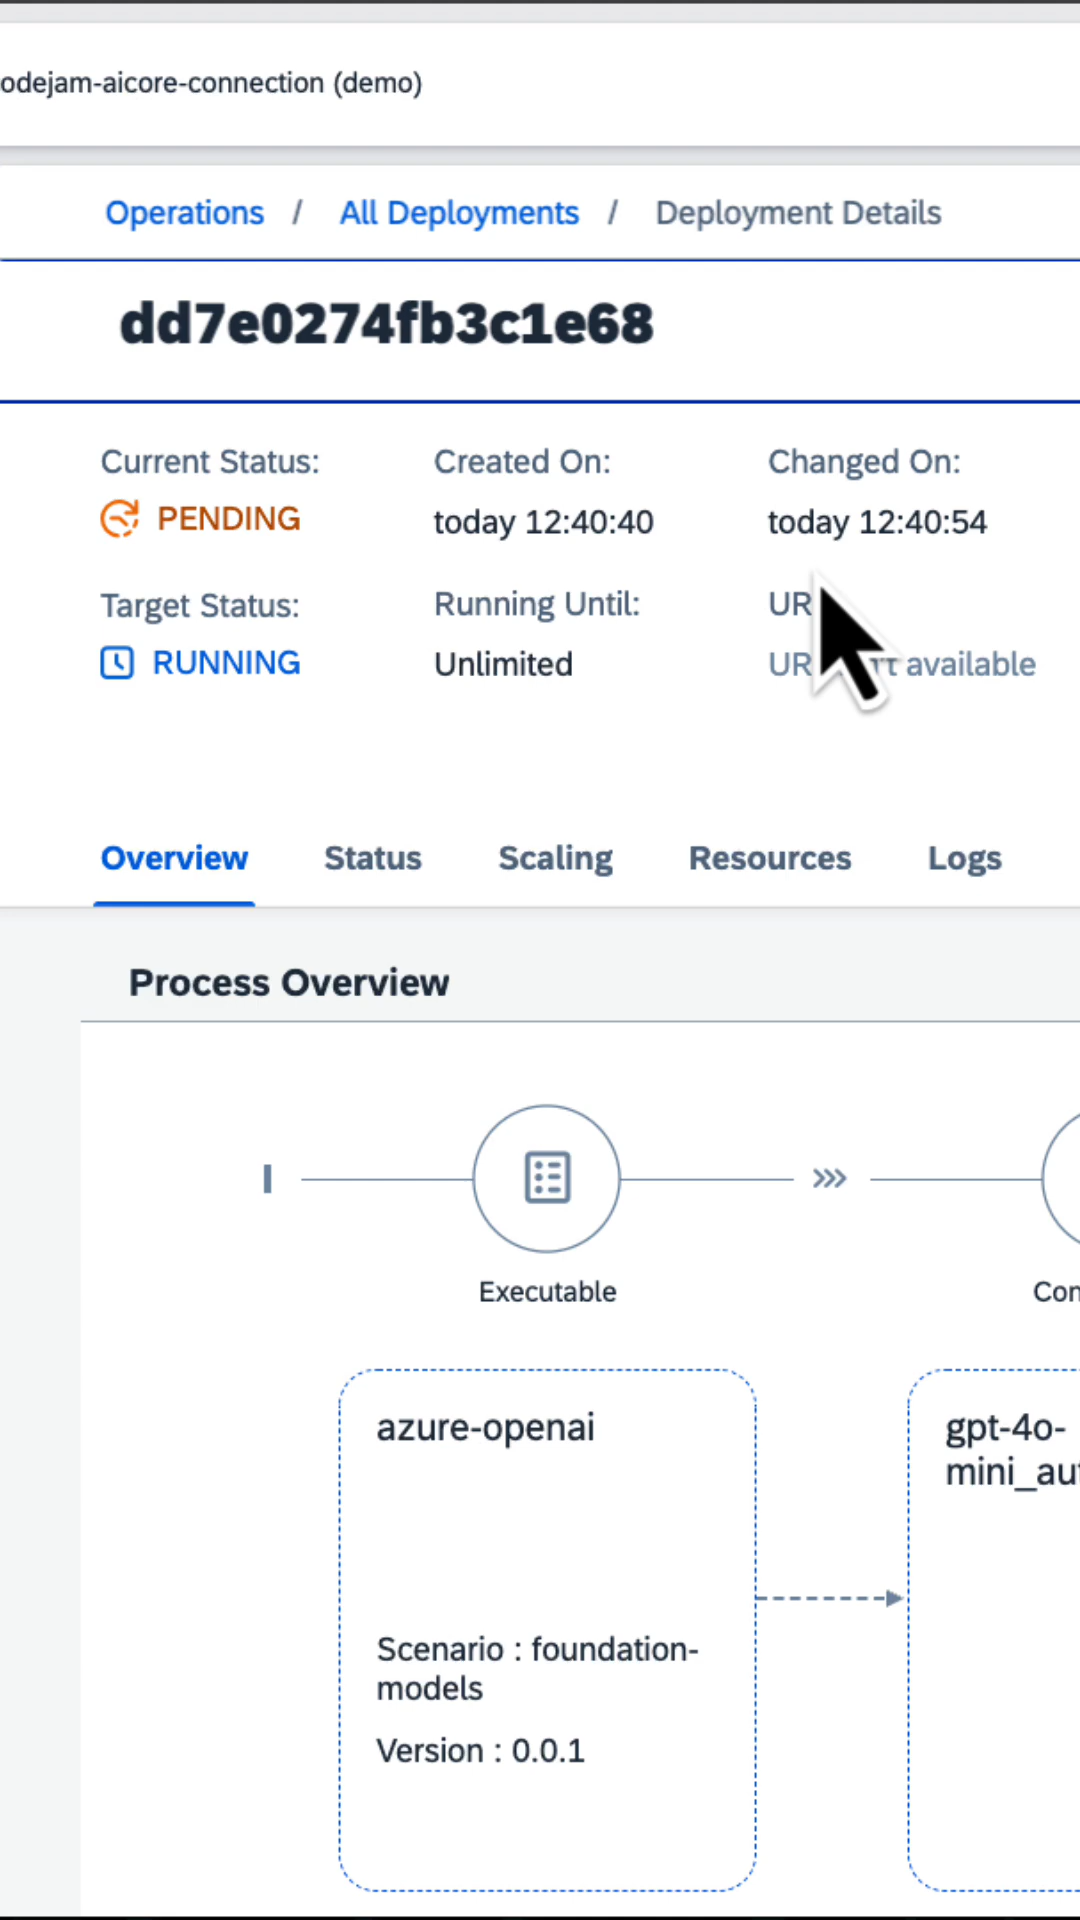 odejam-aicore-connection (demo)
Operations / All Deployments / Deployment Details
dd7e0274fb3c1e68
Current Status: Created On: Changed On:
PENDING today 12:40:40 today 12:40:54
Target Status: Running Until:
RUNNING Unlimited available
Overview Status Scaling Resources Logs
Process Overview
Executable
azure-openai
Scenario : foundation-
models
Version : 0.0.1
gpt-4o-